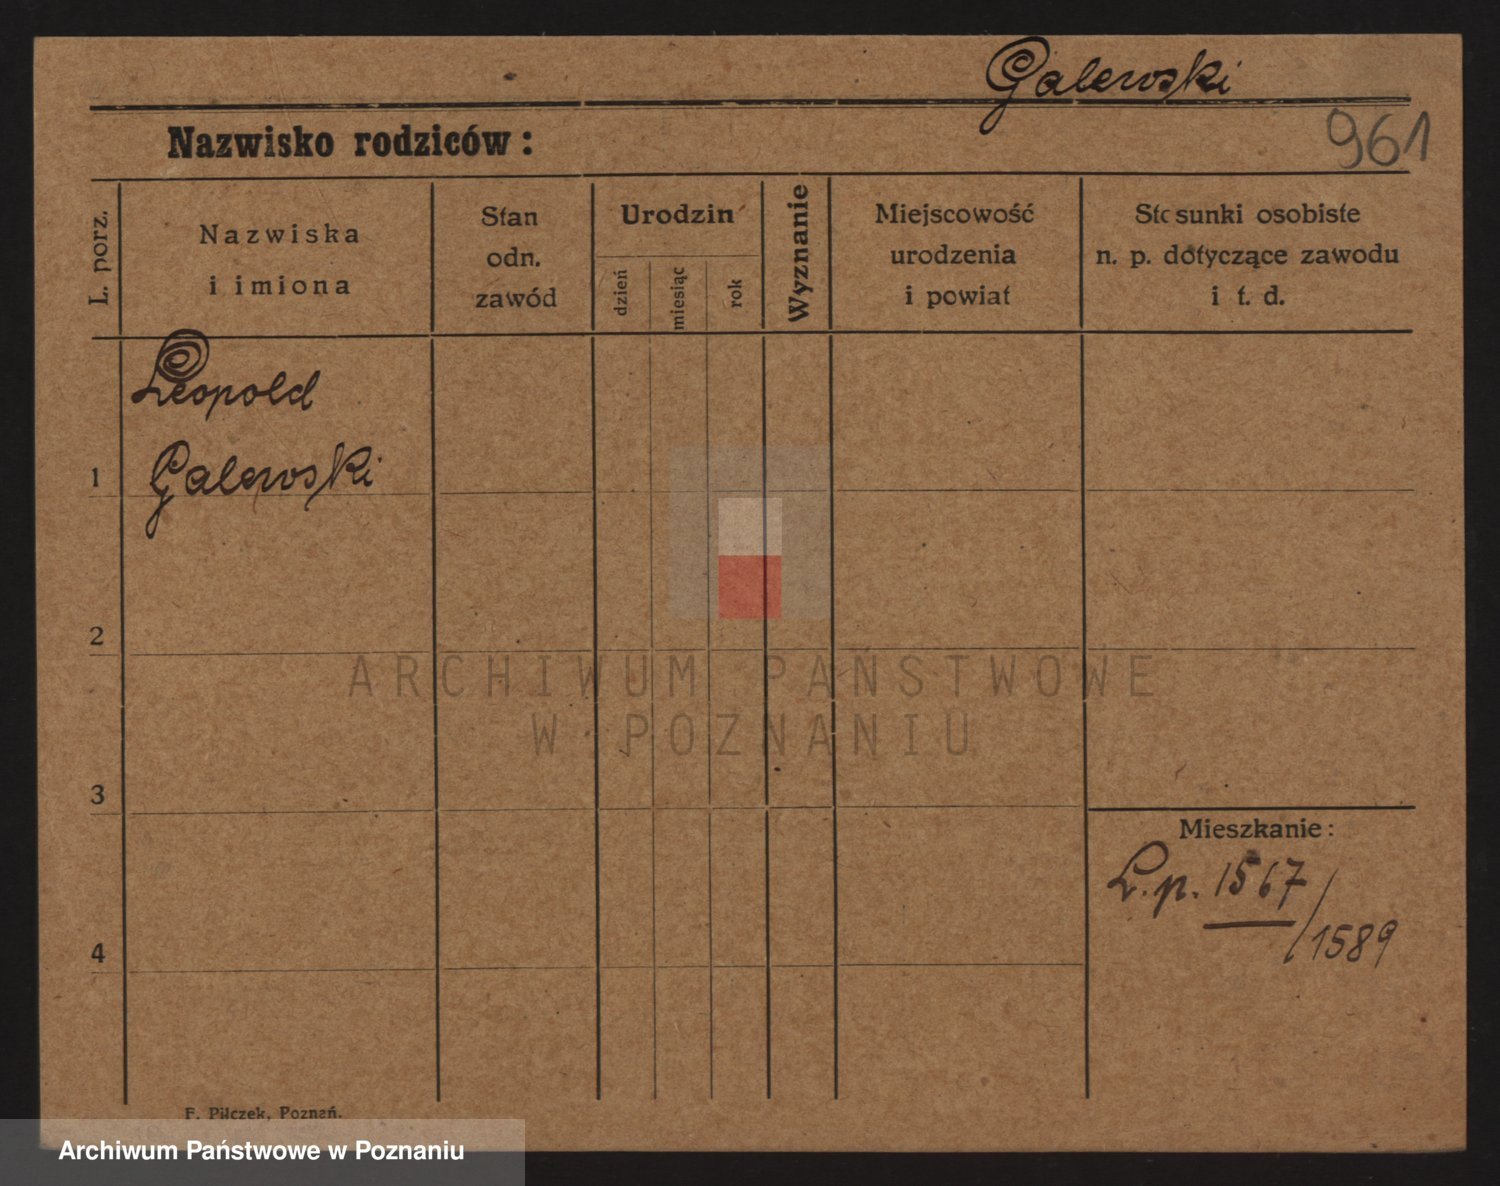 Galewski
961
Nazwisko rodziców:
L. porz.
Nazwiska
i imiona
Stan
odn.
zawód
Urodzin
dzień
miesiąc
rok
Wyznanie
Miejscowość
urodzenia
i powiat
Stosunki osobiste
n. p. dotyczące zawodu
i t. d.
Leopold
Galewski
1
2
ARCHIWUM PAŃSTWOWE
W POZNANIU
3
Mieszkanie:
L.p. 1567/1589
4
F. Pilczek, Poznań.
Archiwum Państwowe w Poznaniu